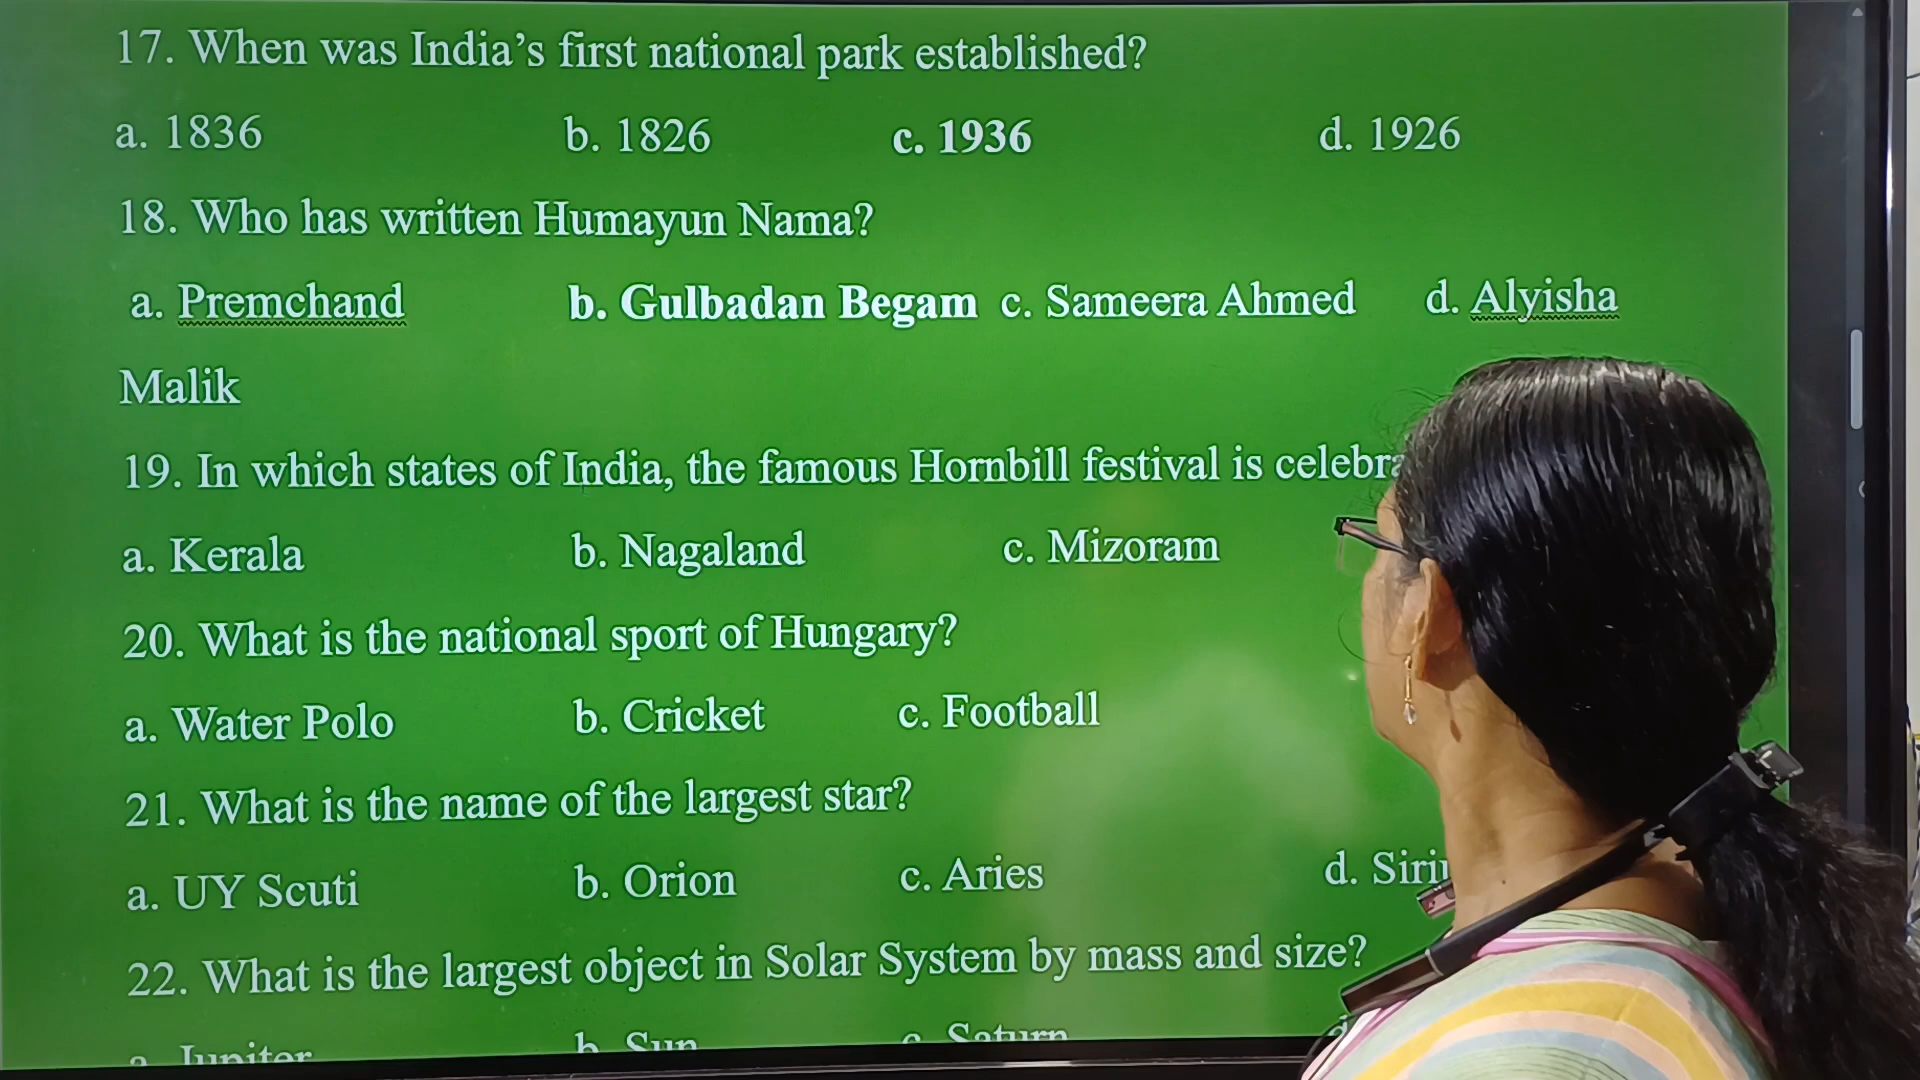 17. When was India’s first national park established?
a. 1836 b. 1826 c. 1936 d. 1926
18. Who has written Humayun Nama?
a. Premchand b. Gulbadan Begam c. Sameera Ahmed d. Alyisha
Malik
19. In which states of India, the famous Hornbill festival is
a. Kerala b. Nagaland c. Mizoram
20. What is the national sport of Hungary?
a. Water Polo b. Cricket c. Football
21. What is the name of the largest star?
a. UY Scuti b. Orion c. Aries d.
22. What is the largest object in Solar System by mass and size?
a. Jupiter b. Sun c. Saturn